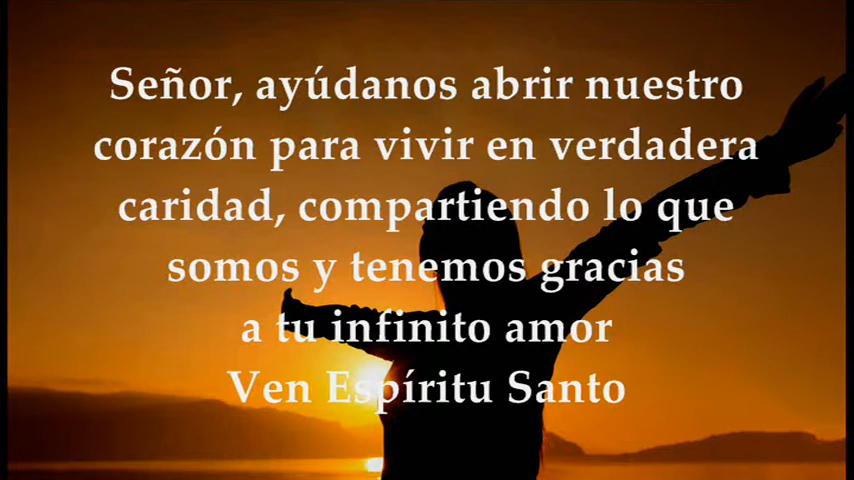 Señor, ayúdanos abrir nuestro
corazón para vivir en verdadera
caridad, compartiendo lo que
somos y tenemos gracias
a tu infinito amor
Ven Espíritu Santo